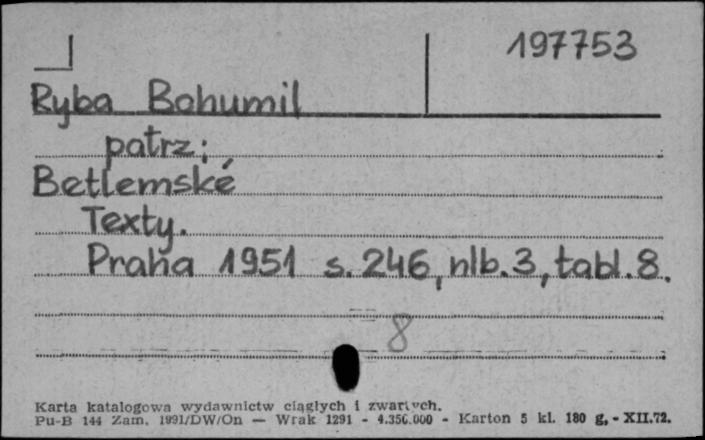 197753
Ryba Bohumil
patrz:
Betlemské
Texty.
Praha 1951 s. 246, nlb. 3, tabl. 8.
8
Karta katalogowa wydawnictw ciągłych i zwartych.
Pu-B 144 Zam. 1991/DW/On — Wrak 1291 - 4.350.000 - Karton 5 kl. 180 g. - XII.72.